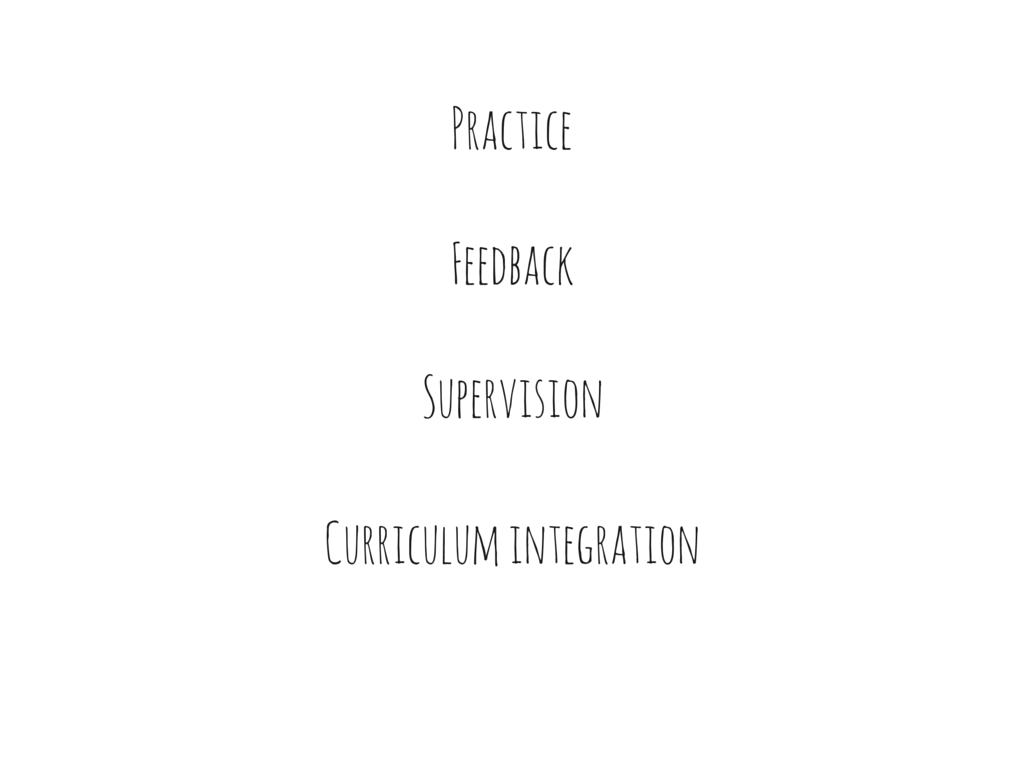 Practice
Feedback
Supervision
Curriculum integration